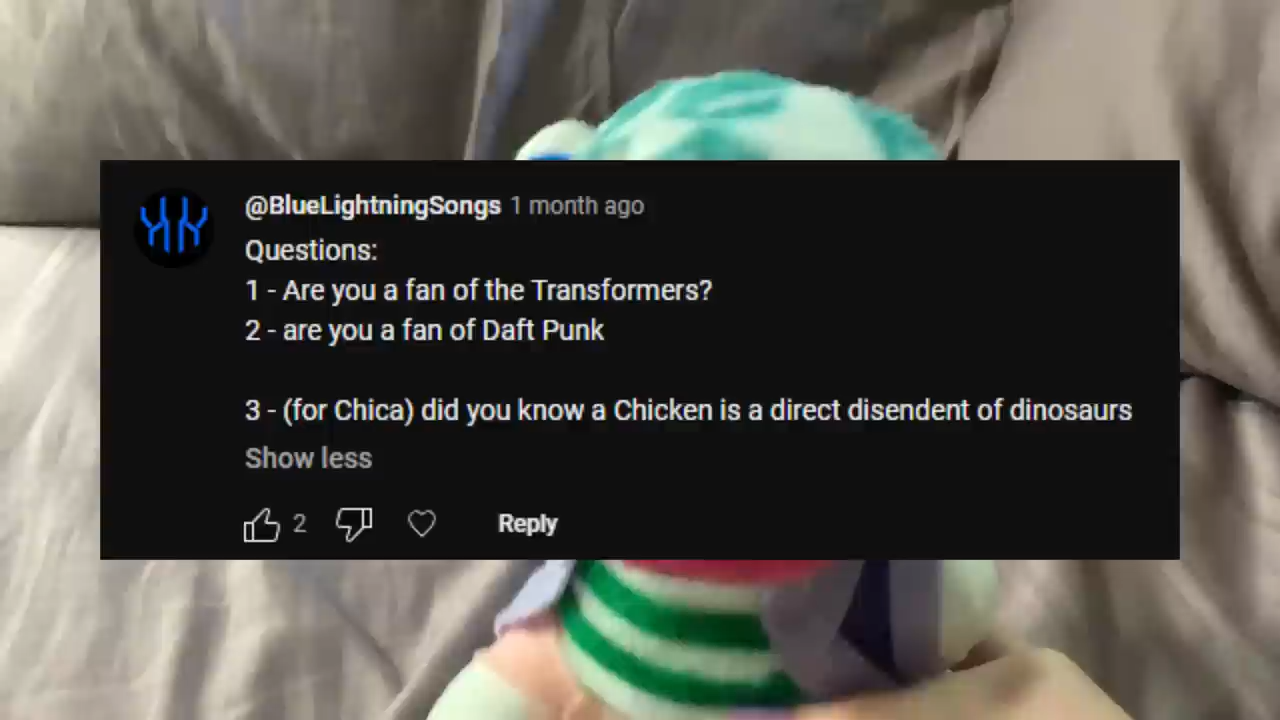 @BlueLightningSongs 1 month ago
Questions:
1 - Are you a fan of the Transformers?
2 - are you a fan of Daft Punk
3 - (for Chica) did you know a Chicken is a direct disendent of dinosaurs
Show less
2
Reply